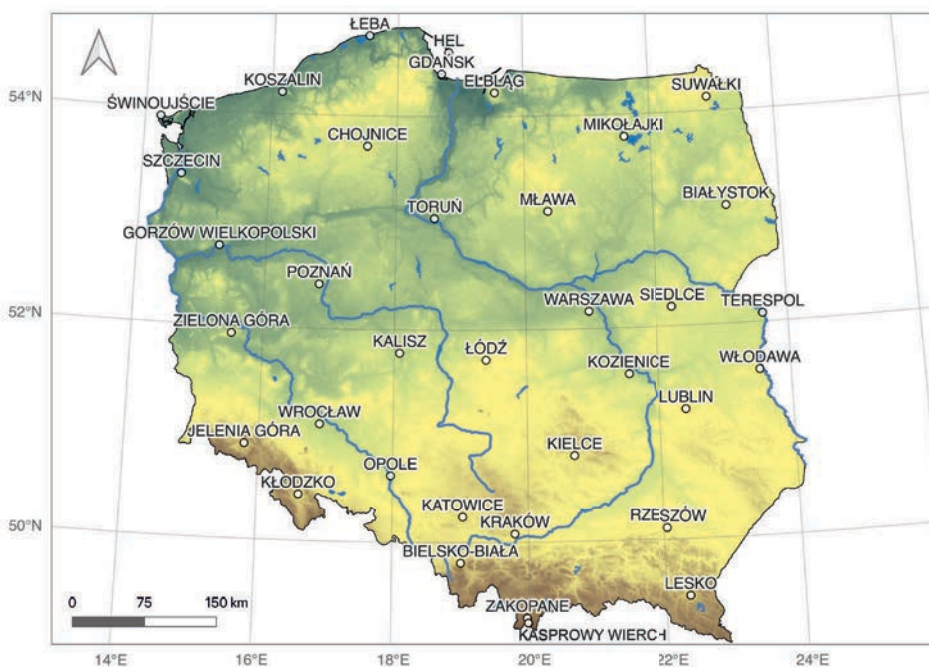 ŁEBA
HEL
GDAŃSK
ELBLĄG
SUWAŁKI
KOSZALIN
54°N
ŚWINOUJŚCIE
MIKOŁAJKI
CHOJNICE
SZCZECIN
BIAŁYSTOK
MŁAWA
TORUŃ
GORZÓW WIELKOPOLSKI
POZNAŃ
WARSZAWA
SIEDLCE
TERESPOL
52°N
ZIELONA GÓRA
KALISZ
ŁÓDŹ
KOZIENICE
WŁODAWA
LUBLIN
WROCŁAW
JELENIA GÓRA
KIELCE
OPOLE
KŁODZKO
KATOWICE
RZESZÓW
KRAKÓW
50°N
BIELSKO-BIAŁA
LESKO
0 75 150 km
ZAKOPANE
KASPROWY WIERCH
14°E 16°E 18°E 20°E 22°E 24°E